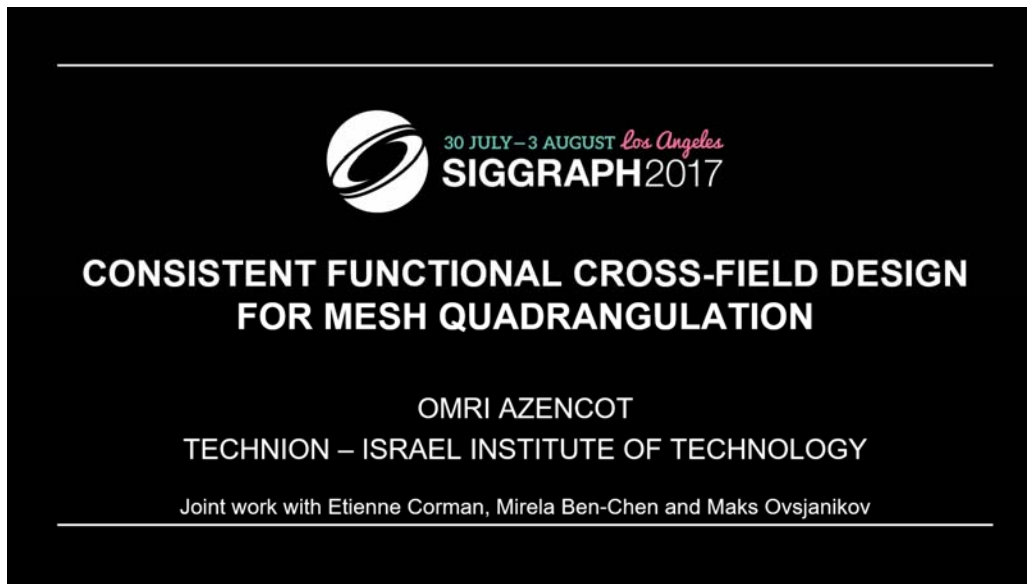 30 JULY–3 AUGUST Los Angeles
SIGGRAPH2017
CONSISTENT FUNCTIONAL CROSS-FIELD DESIGN
FOR MESH QUADRANGULATION
OMRI AZENCOT
TECHNION – ISRAEL INSTITUTE OF TECHNOLOGY
Joint work with Etienne Corman, Mirela Ben-Chen and Maks Ovsjanikov